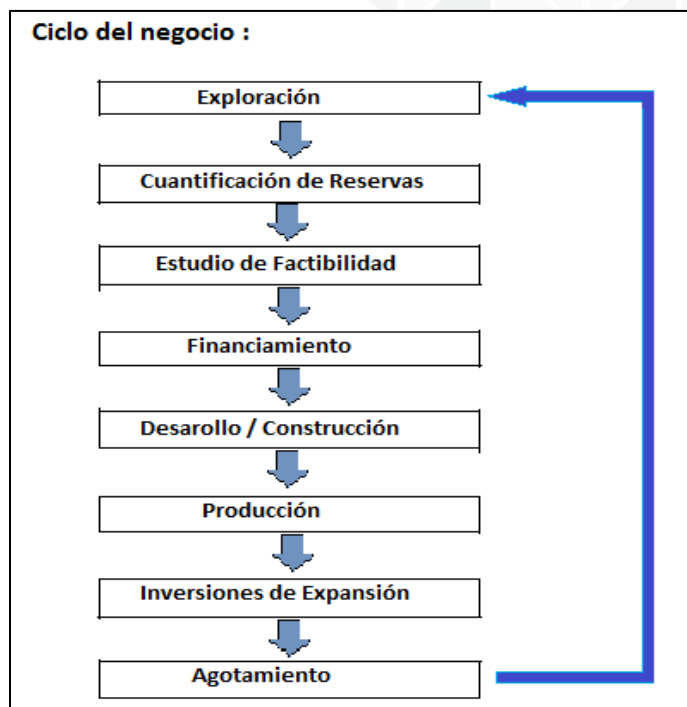 Ciclo del negocio :
Exploración
Cuantificación de Reservas
Estudio de Factibilidad
Financiamiento
Desarollo / Construcción
Producción
Inversiones de Expansión
Agotamiento